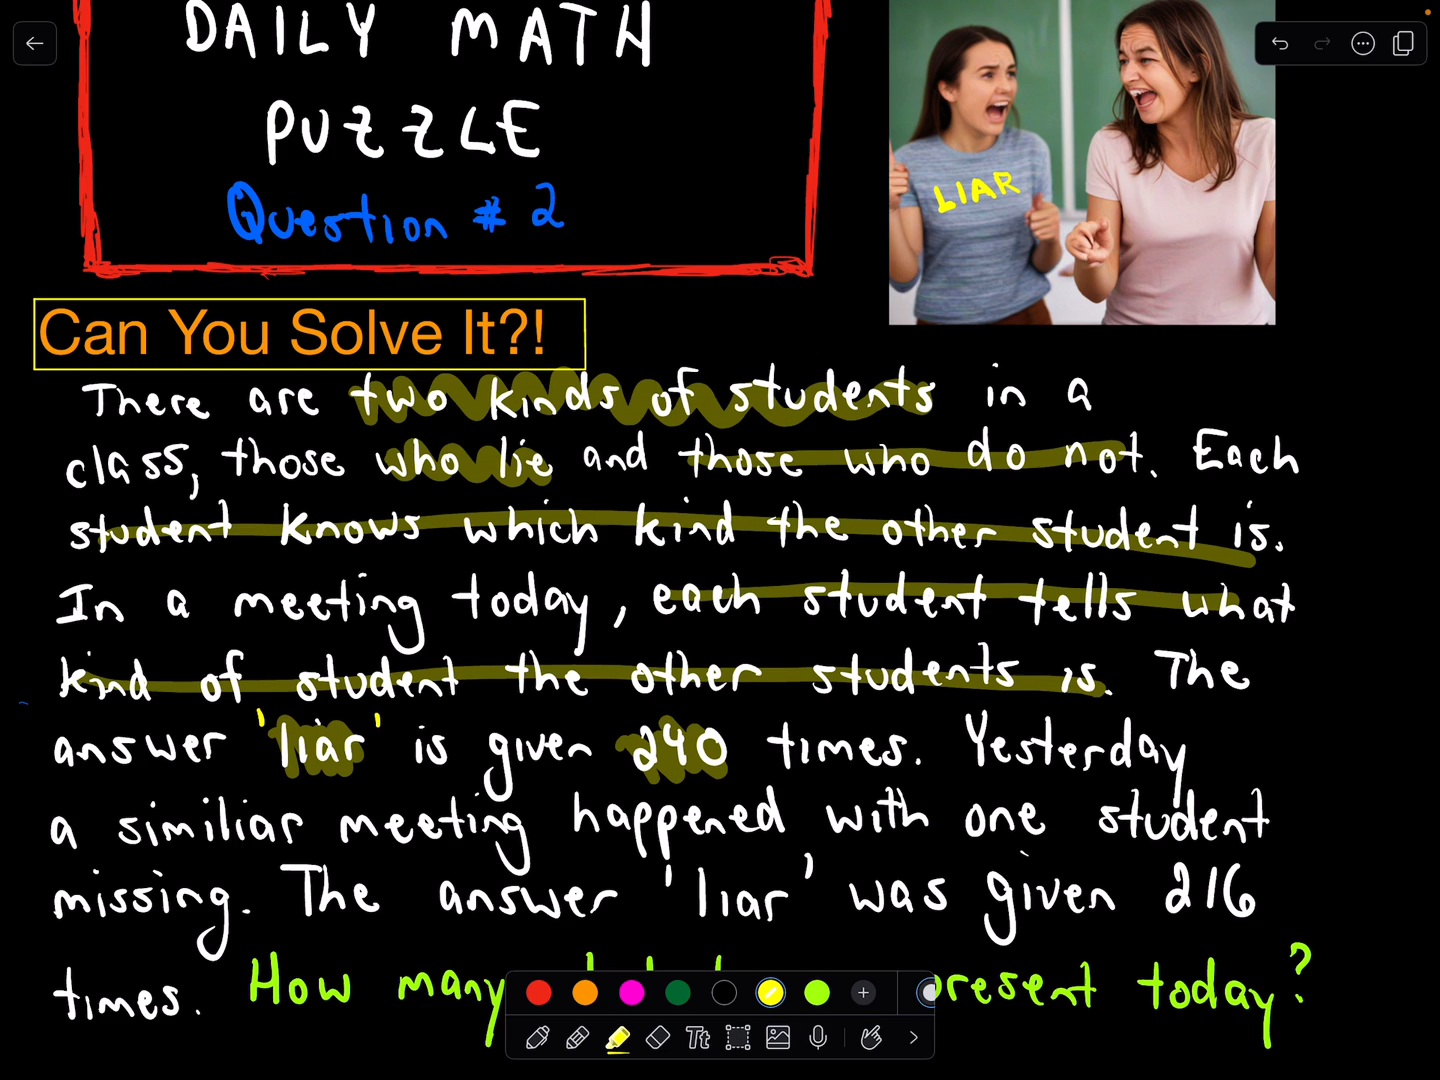 DAILY MATH
PUZZLE
Question # 2
LIAR
Can You Solve It?!
There are two kinds of students in a
class, those who lie and those who do not. Each
student knows which kind the other student is.
In a meeting today, each student tells what
kind of student the other students is. The
answer 'liar' is given 240 times. Yesterday
a similiar meeting happened with one student
missing. The answer 'liar' was given 216
times. How many present today?
Tt